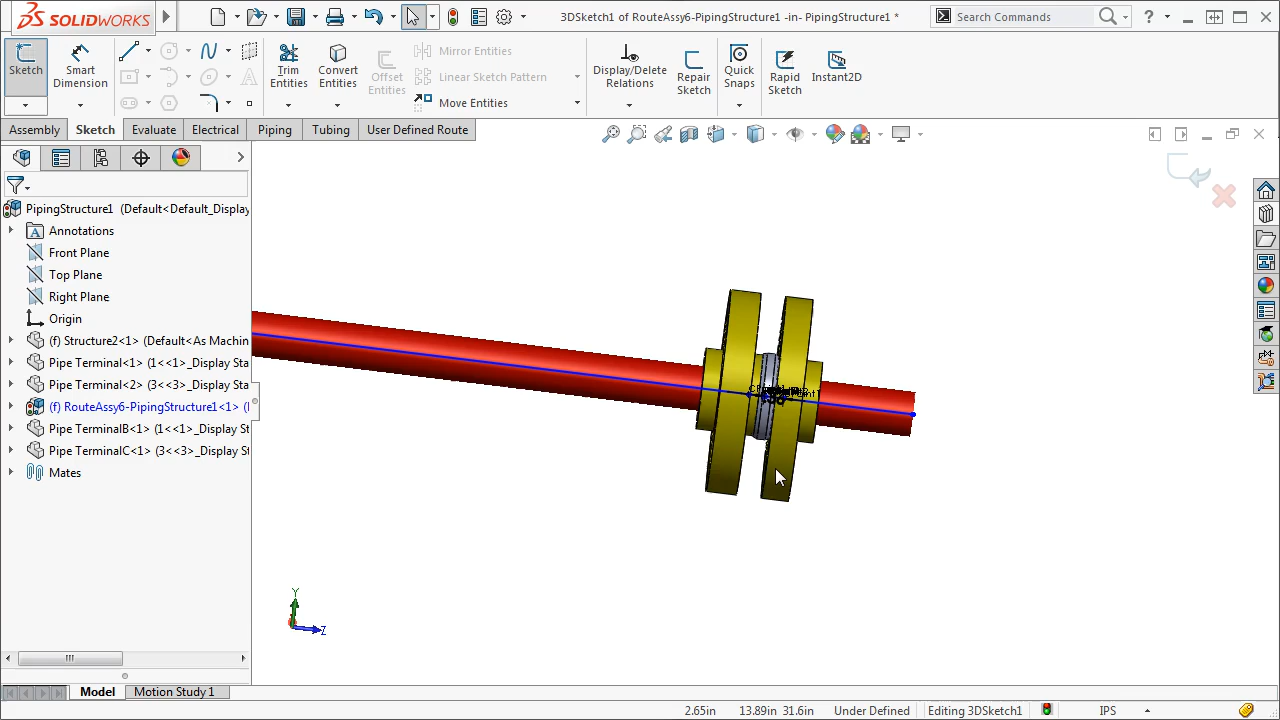 SOLIDWORKS
3DSketch1 of RouteAssy6-PipingStructure1 -in- PipingStructure1 *
Search Commands
?
Sketch
Smart Dimension
Trim Entities
Convert Entities
Offset Entities
Mirror Entities
Linear Sketch Pattern
Move Entities
Display/Delete Relations
Repair Sketch
Quick Snaps
Rapid Sketch
Instant2D
Assembly
Sketch
Evaluate
Electrical
Piping
Tubing
User Defined Route
PipingStructure1 (Default<Default_Display
Annotations
Front Plane
Top Plane
Right Plane
Origin
(f) Structure2<1> (Default<As Machin
Pipe Terminal<1> (1<<1>_Display Sta
Pipe Terminal<2> (3<<3>_Display Sta
(f) RouteAssy6-PipingStructure1<1> (
Pipe TerminalB<1> (1<<1>_Display St
Pipe TerminalC<1> (3<<3>_Display St
Mates
Y
Z
Model
Motion Study 1
2.65in
13.89in 31.6in
Under Defined
Editing 3DSketch1
IPS